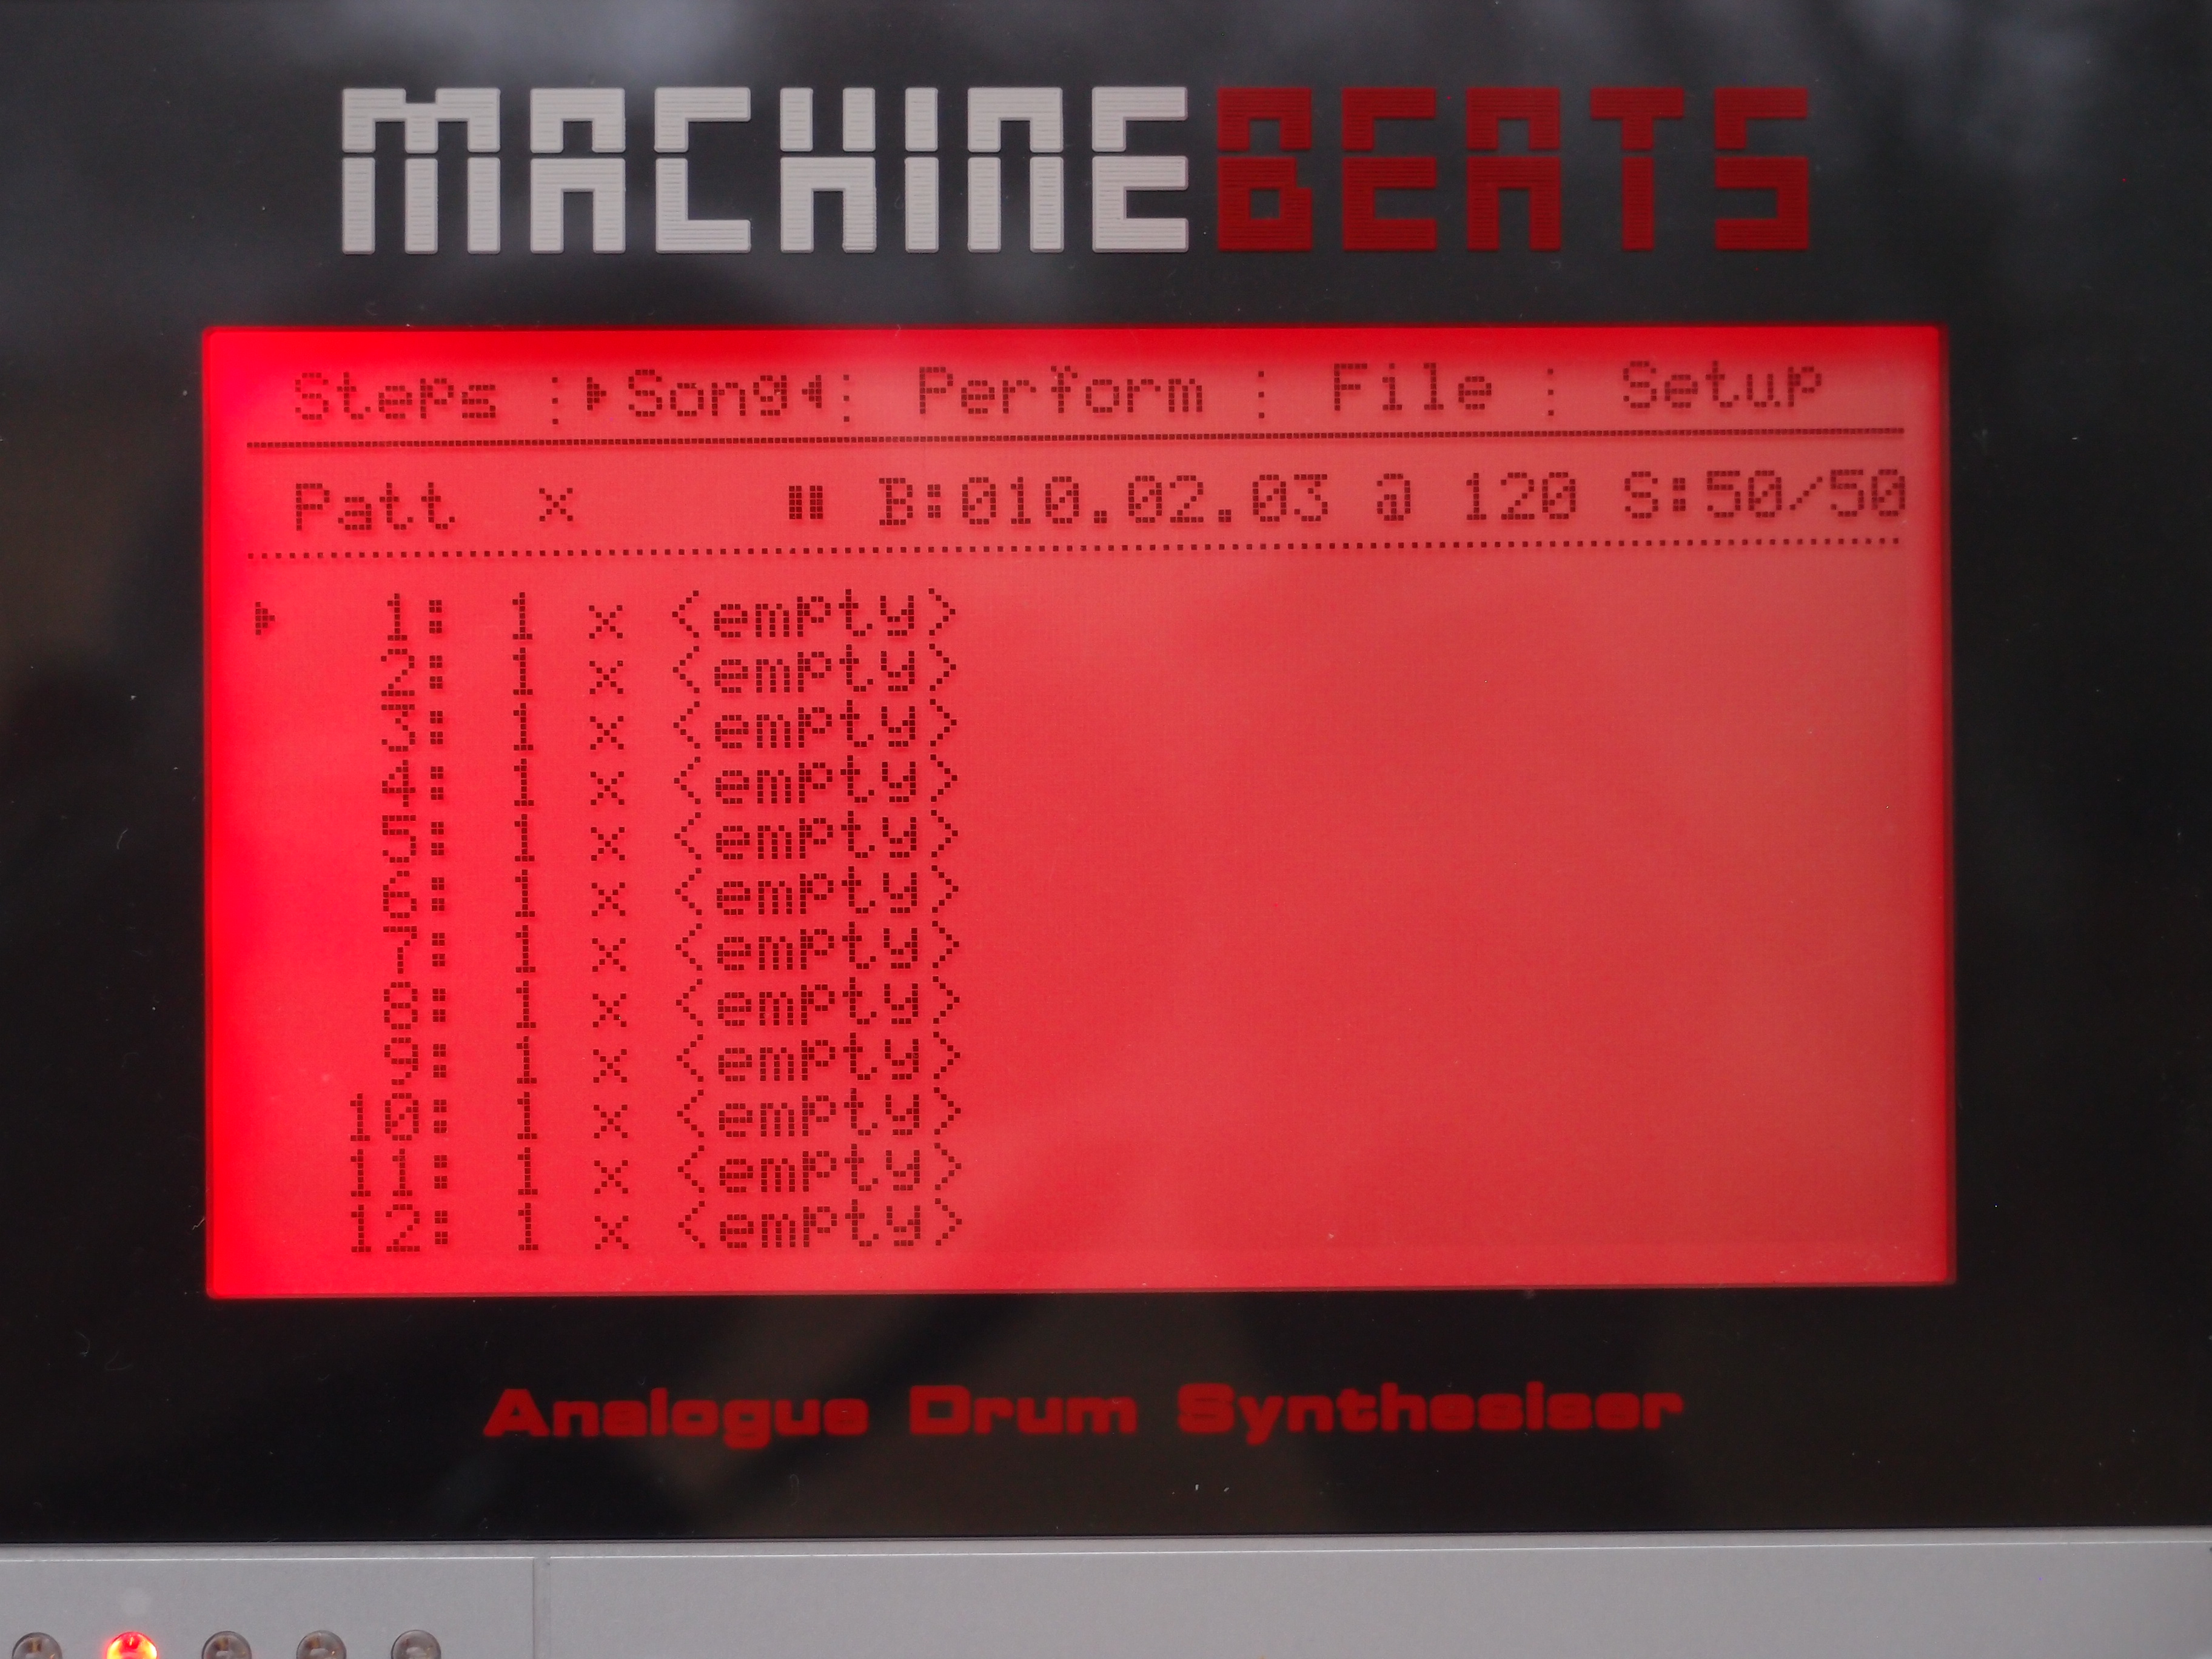 MACHINEBEATS
Steps : ▶Song◀: Perform : File : Setup
Patt x ⏸ B:010.02.03 @ 120 S:50/50
▶ 1: 1 x <empty>
2: 1 x <empty>
3: 1 x <empty>
4: 1 x <empty>
5: 1 x <empty>
6: 1 x <empty>
7: 1 x <empty>
8: 1 x <empty>
9: 1 x <empty>
10: 1 x <empty>
11: 1 x <empty>
12: 1 x <empty>
Analogue Drum Synthesiser